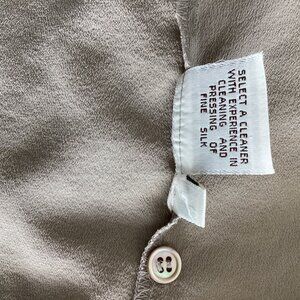 SELECT A CLEANER
WITH EXPERIENCE IN
CLEANING AND
PRESSING OF
FINE SILK